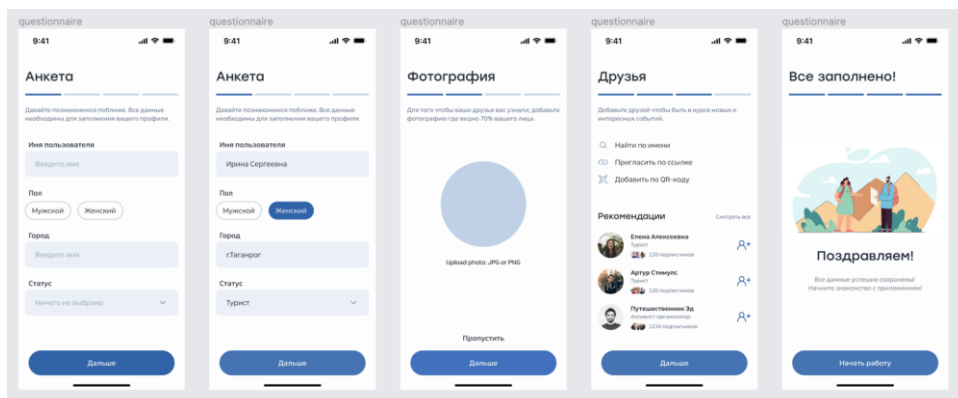 questionnaire
9:41
Анкета
Давайте познакомимся поближе. Все данные
необходимы для заполнения вашего профиля.
Имя пользователя
Введите имя
Пол
Мужской
Женский
Город
Введите имя
Статус
Ничего не выбрано
Дальше
questionnaire
9:41
Анкета
Давайте познакомимся поближе. Все данные
необходимы для заполнения вашего профиля.
Имя пользователя
Ирина Сергеевна
Пол
Мужской
Женский
Город
г.Таганрог
Статус
Турист
Дальше
questionnaire
9:41
Фотография
Для того чтобы ваши друзья вас узнали, добавьте
фотографию где видно 70% вашего лица.
Upload photo: JPG or PNG
Пропустить
Дальше
questionnaire
9:41
Друзья
Добавьте друзей чтобы быть в курсе новых и
интересных событий.
Найти по имени
Пригласить по ссылке
Добавить по QR-коду
Рекомендации
Смотреть все
Елена Алексеевна
Турист
120 подписчиков
Артур Стимулс
Турист
120 подписчиков
Путешественник Эд
Активист-организатор
1234 подписчиков
Дальше
questionnaire
9:41
Все заполнено!
Поздравляем!
Все данные успешно сохранены!
Начните знакомство с приложением!
Начать работу